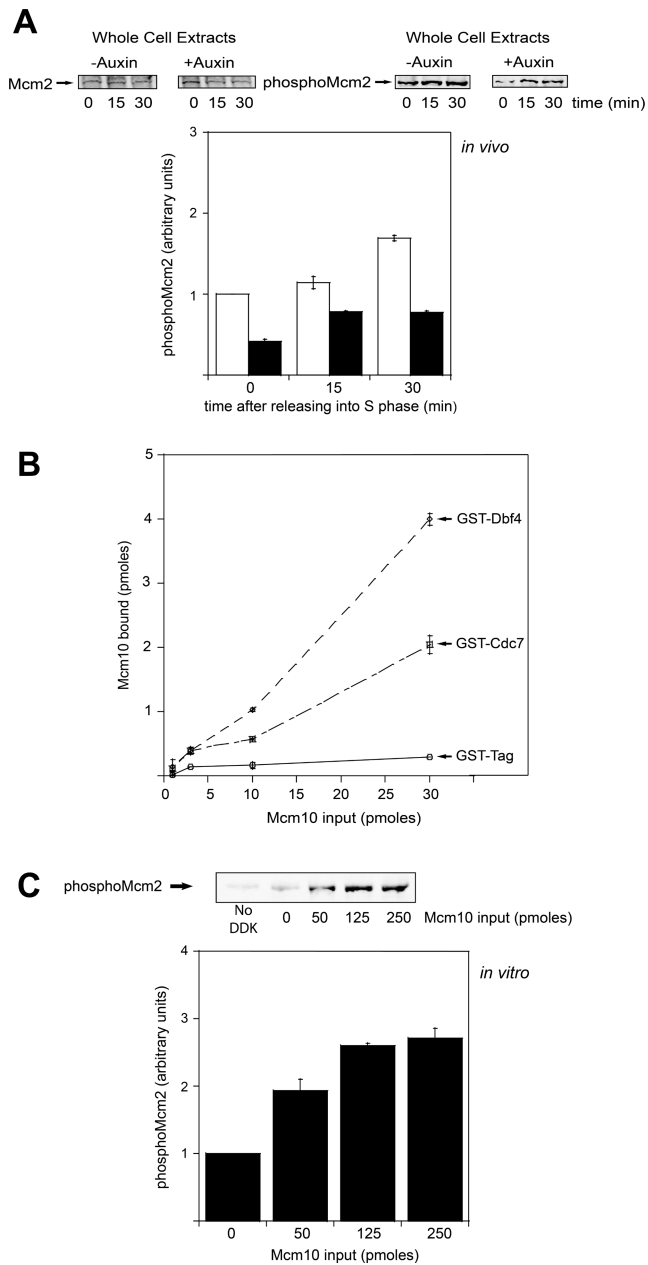 A
Whole Cell Extracts
Whole Cell Extracts
-Auxin
+Auxin
-Auxin
+Auxin
Mcm2
phosphoMcm2
0 15 30
0 15 30
0 15 30
0 15 30
time (min)
in vivo
phosphoMcm2 (arbitrary units)
3
2
1
0
15
30
time after releasing into S phase (min)
B
5
4
3
2
1
Mcm10 bound (pmoles)
GST-Dbf4
GST-Cdc7
GST-Tag
0 5 10 15 20 25 30
Mcm10 input (pmoles)
C
phosphoMcm2
No DDK
0 50 125 250 Mcm10 input (pmoles)
in vitro
phosphoMcm2 (arbitrary units)
4
3
2
1
0 50 125 250
Mcm10 input (pmoles)